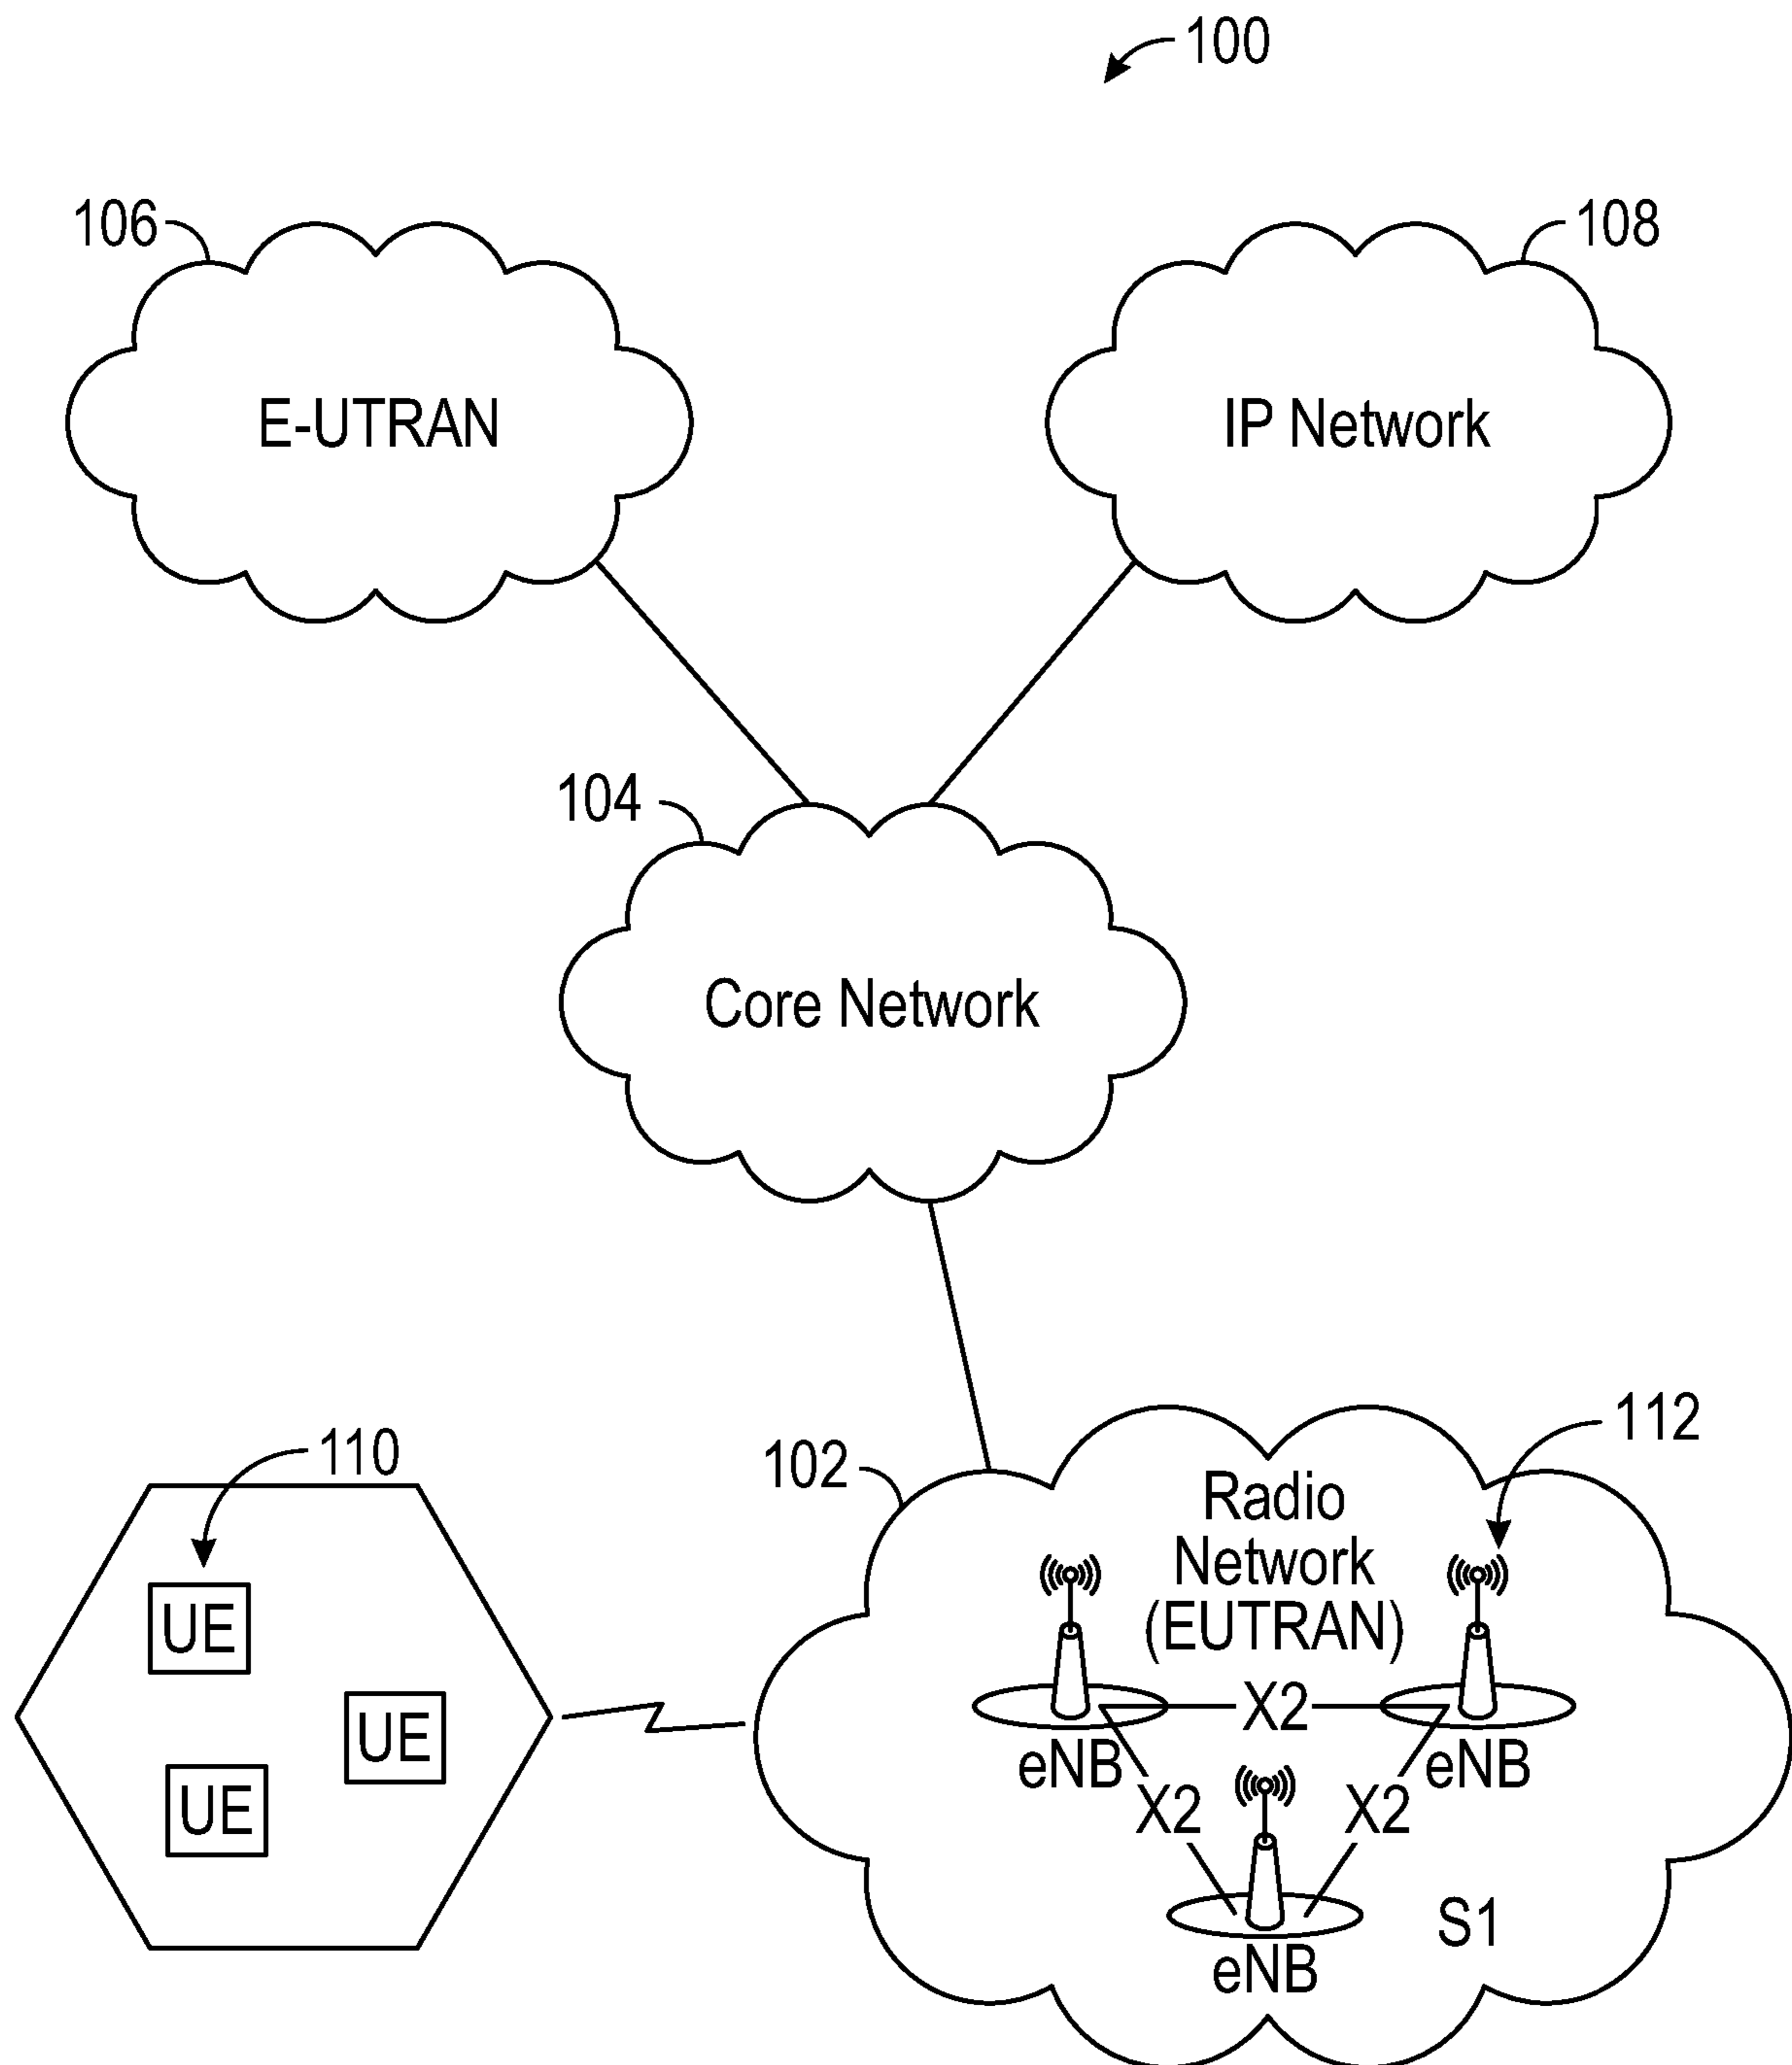 100
106
108
E-UTRAN
IP Network
104
Core Network
110
102
112
Radio
Network
(EUTRAN)
UE
UE
UE
X2
eNB
eNB
X2
X2
eNB
S1